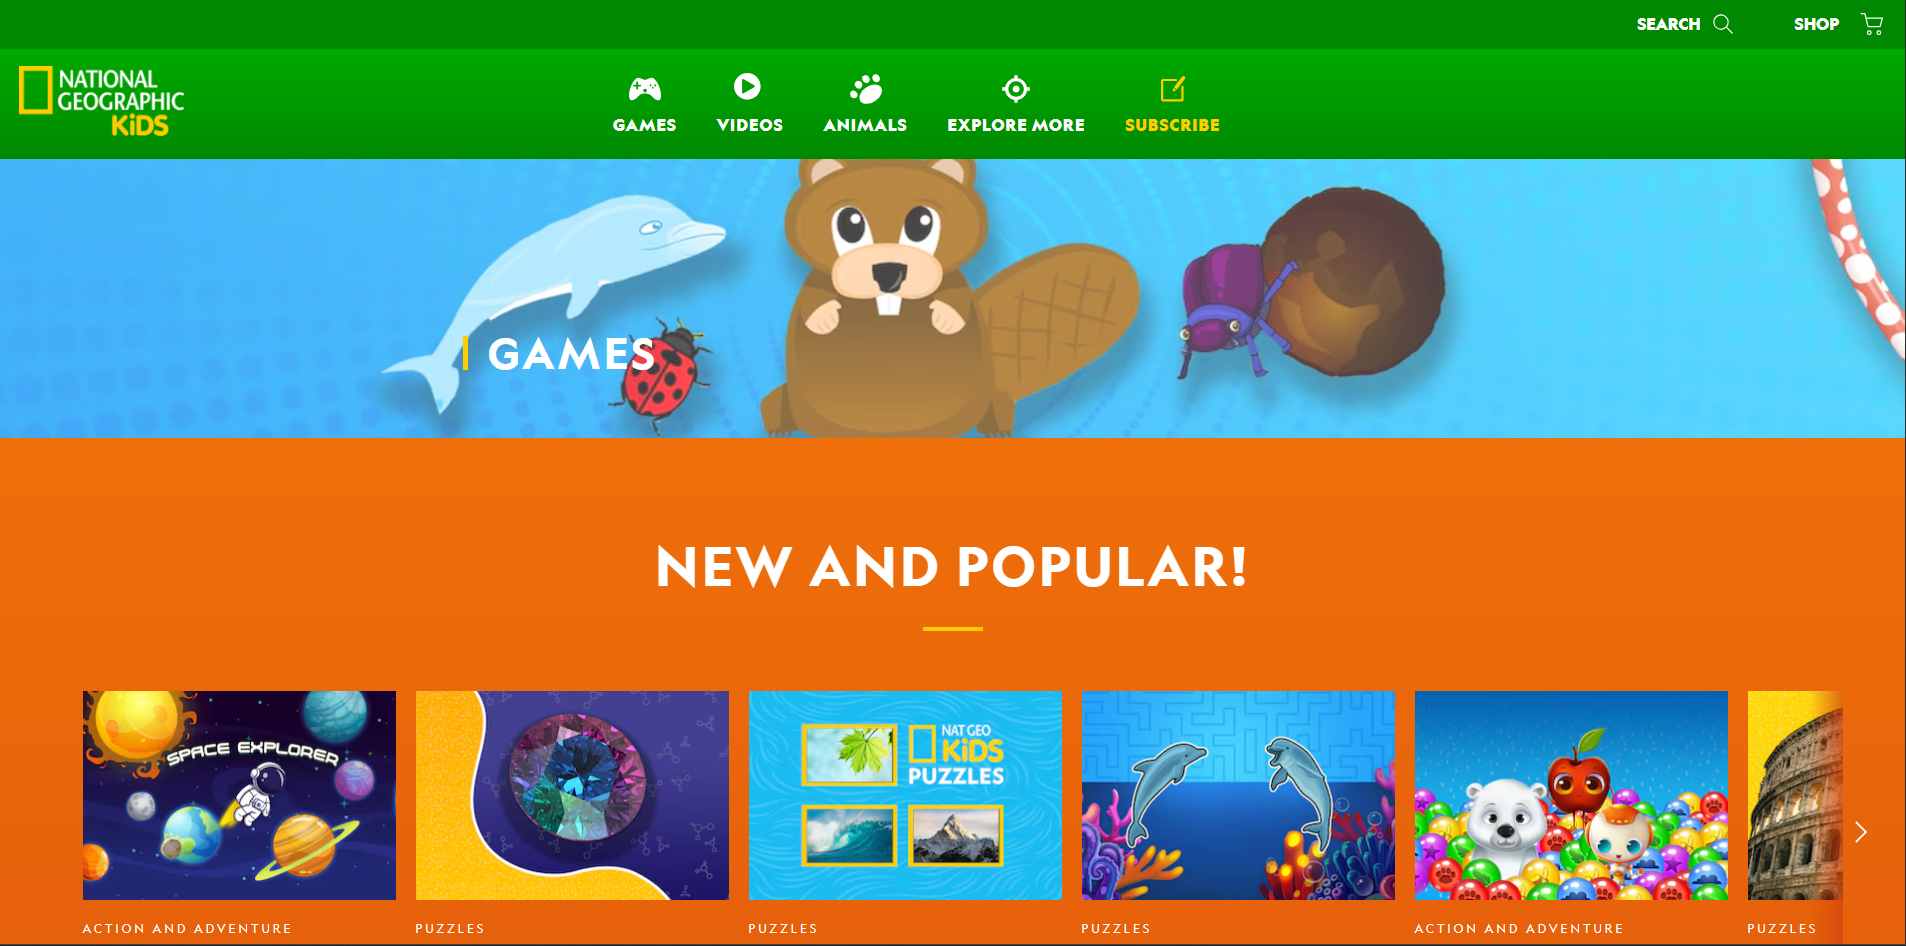 SEARCH
SHOP
NATIONAL
GEOGRAPHIC
KiDS
GAMES
VIDEOS
ANIMALS
EXPLORE MORE
SUBSCRIBE
GAMES
NEW AND POPULAR!
SPACE EXPLORER
NAT GEO
KiDS
PUZZLES
ACTION AND ADVENTURE
PUZZLES
PUZZLES
PUZZLES
ACTION AND ADVENTURE
PUZZLES